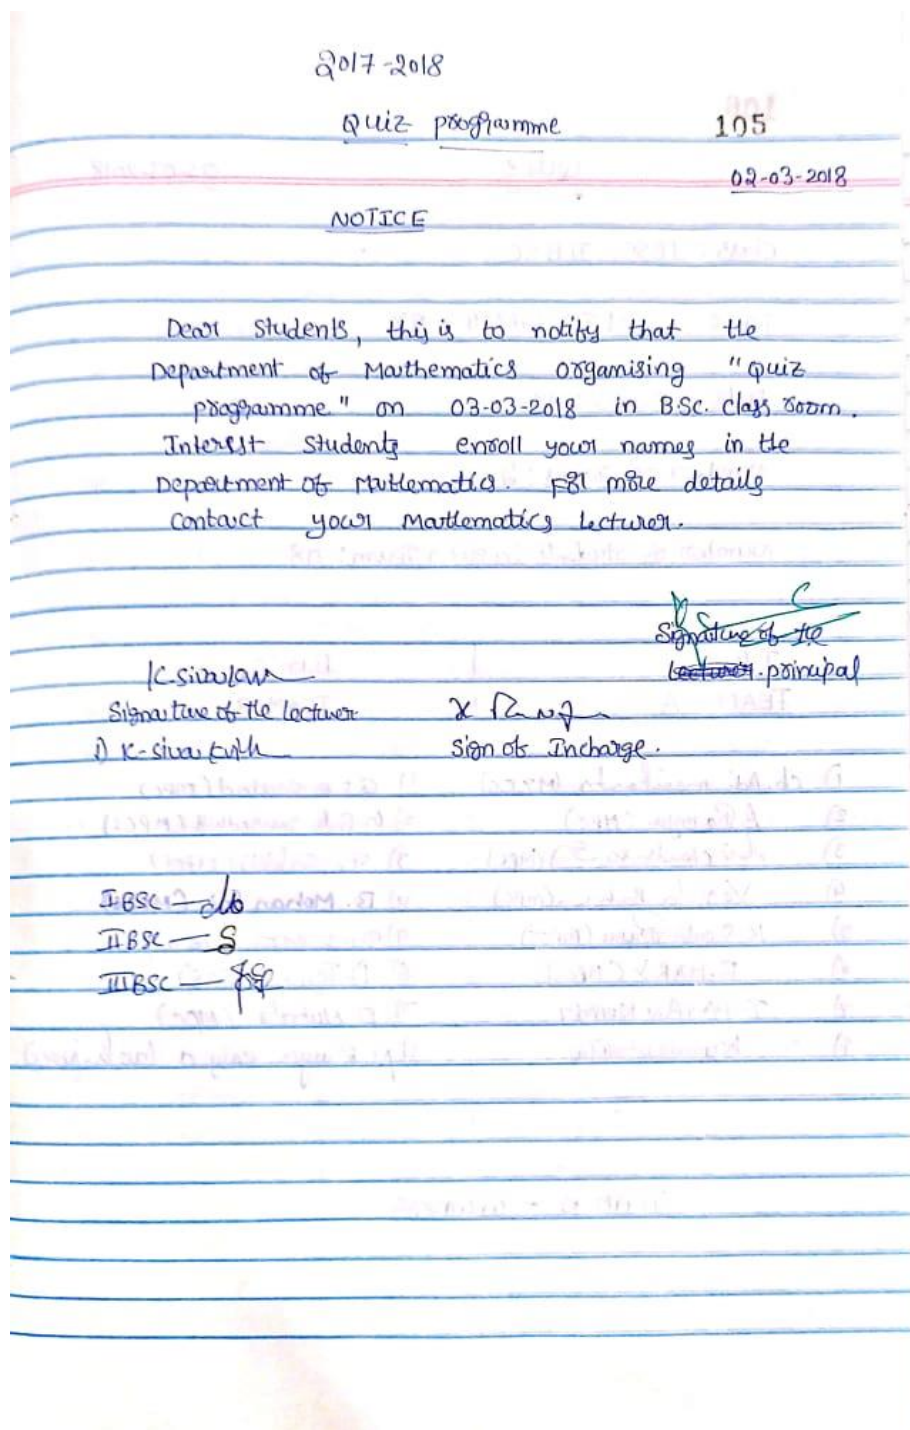 2017-2018
Quiz programme 105
02-03-2018
NOTICE
Dear Students, this is to notify that the
Department of Mathematics organising "Quiz
programme" on 03-03-2018 in B.Sc. class room.
Interest Students enroll your names in the
Department of Mathematics. For more details
contact your Mathematics lecturer.
Signature of the
lecturer. principal
Signature of the lecturer
Sign of Incharge.
1) K-siva
I BSC —
II BSC — S
III BSC —